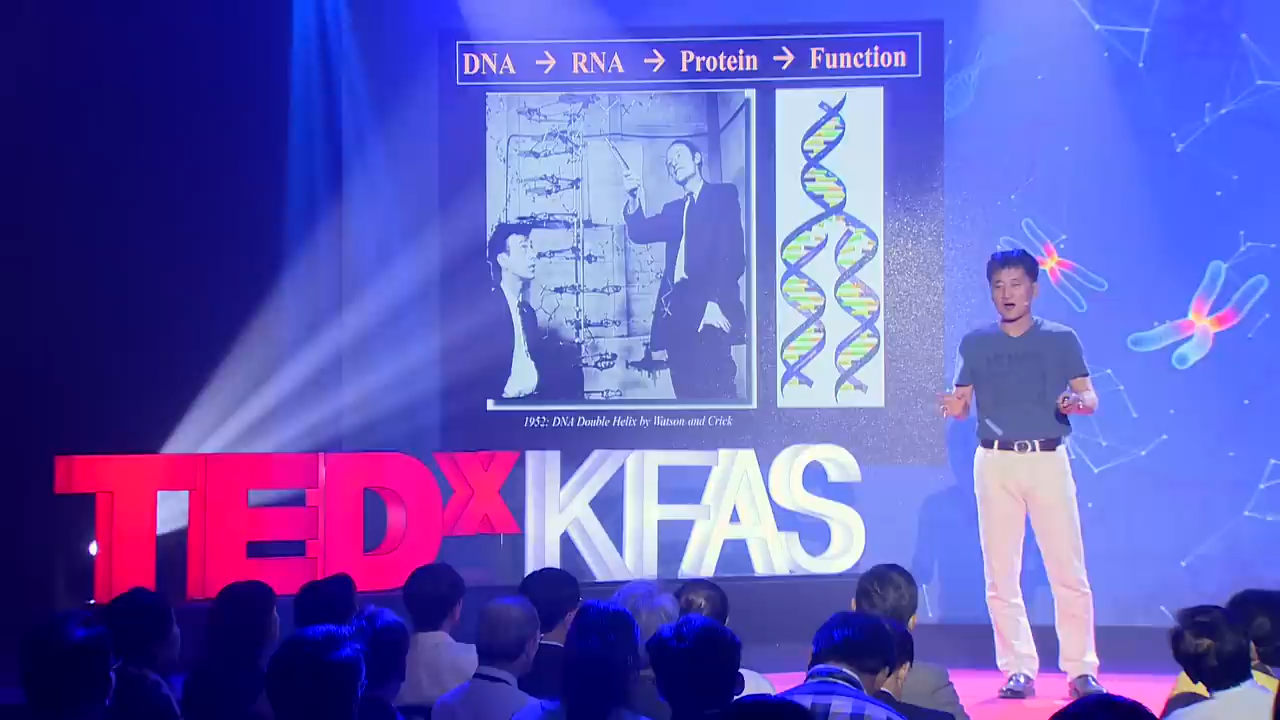 DNA → RNA → Protein → Function
1952: DNA Double Helix by Watson and Crick
TEDxKFAS